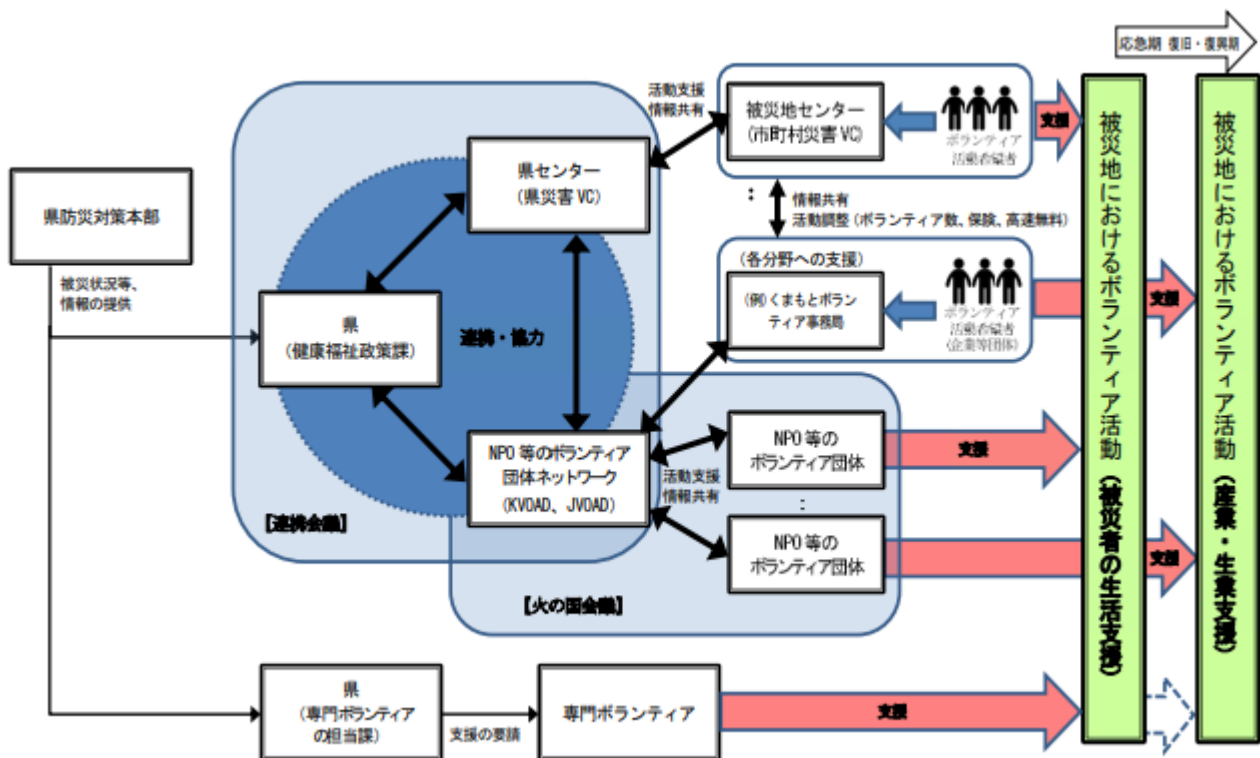 応急期 復旧・復興期
県防災対策本部
被災状況等、
情報の提供
県
(健康福祉政策課)
県センター
(県災害 VC)
連携・協力
NPO 等のボランティア
団体ネットワーク
(KVOAD、JVOAD)
【連携会議】
活動支援
情報共有
被災地センター
(市町村災害 VC)
ボランティア
活動希望者
支援
:
情報共有
活動調整 (ボランティア数、保険、高速無料)
(各分野への支援)
(例)くまもとボラン
ティア事務局
ボランティア
活動希望者
(企業等団体)
支援
活動支援
情報共有
NPO 等の
ボランティア団体
支援
:
NPO 等の
ボランティア団体
支援
【火の国会議】
県
(専門ボランティア
の担当課)
支援の要請
専門ボランティア
支援
被災地におけるボランティア活動(被災者の生活支援)
被災地におけるボランティア活動(産業・生業支援)